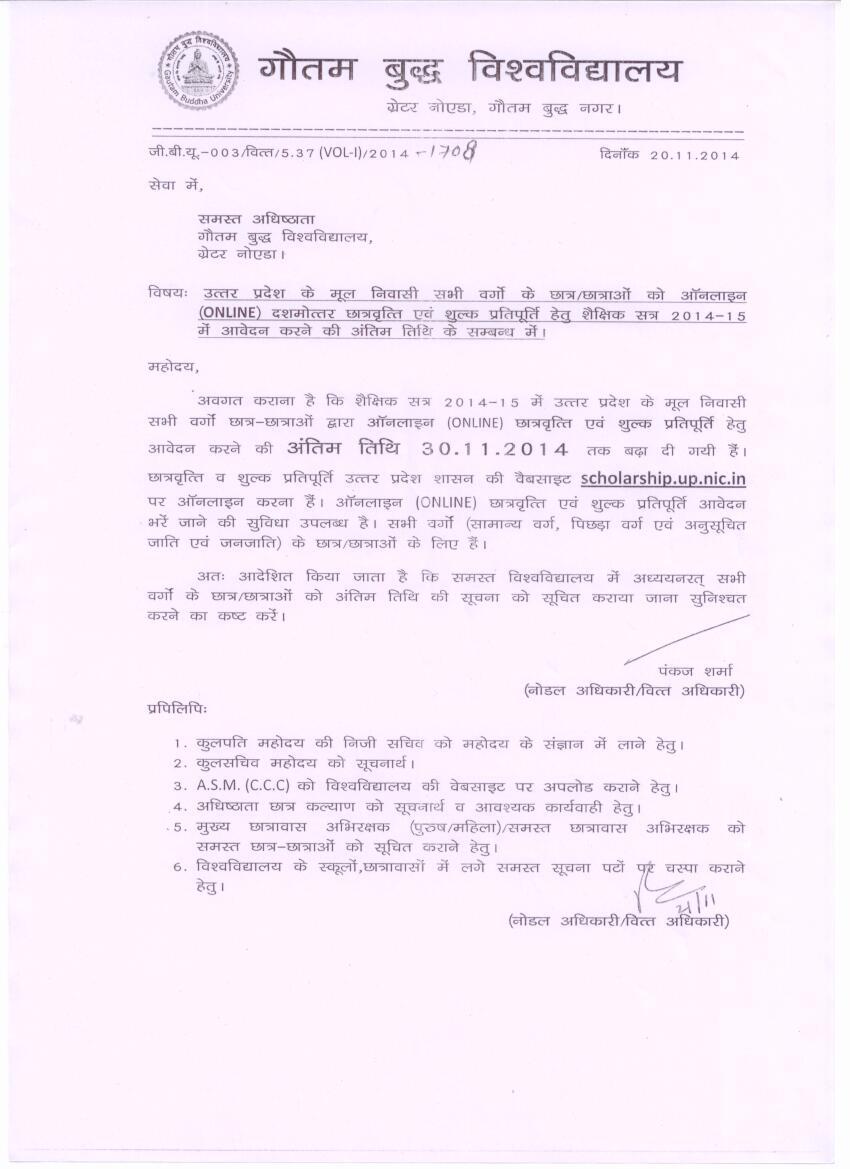 गौतम बुद्ध विश्वविद्यालय
Gautam Buddha University
गौतम बुद्ध विश्वविद्यालय
ग्रेटर नोएडा, गौतम बुद्ध नगर।
जी.बी.यू.-003/वित्त/5.37 (VOL-I)/2014 -1708 दिनाँक 20.11.2014
सेवा में,
समस्त अधिष्ठाता
गौतम बुद्ध विश्वविद्यालय,
ग्रेटर नोएडा।
विषयः उत्तर प्रदेश के मूल निवासी सभी वर्गो के छात्र/छात्राओं को ऑनलाइन
(ONLINE) दशमोत्तर छात्रवृत्ति एवं शुल्क प्रतिपूर्ति हेतु शैक्षिक सत्र 2014-15
में आवेदन करने की अंतिम तिथि के सम्बन्ध में।
महोदय,
अवगत कराना है कि शैक्षिक सत्र 2014-15 में उत्तर प्रदेश के मूल निवासी
सभी वर्गो छात्र-छात्राओं द्वारा ऑनलाइन (ONLINE) छात्रवृत्ति एवं शुल्क प्रतिपूर्ति हेतु
आवेदन करने की अंतिम तिथि 30.11.2014 तक बढ़ा दी गयी हैं।
छात्रवृत्ति व शुल्क प्रतिपूर्ति उत्तर प्रदेश शासन की वैबसाइट scholarship.up.nic.in
पर ऑनलाइन करना हैं। ऑनलाइन (ONLINE) छात्रवृत्ति एवं शुल्क प्रतिपूर्ति आवेदन
भरें जाने की सुविधा उपलब्ध है। सभी वर्गो (सामान्य वर्ग, पिछड़ा वर्ग एवं अनुसूचित
जाति एवं जनजाति) के छात्र/छात्राओं के लिए हैं।
अतः आदेशित किया जाता है कि समस्त विश्वविद्यालय में अध्ययनरत् सभी
वर्गो के छात्र/छात्राओं को अंतिम तिथि की सूचना को सूचित कराया जाना सुनिश्चत
करने का कष्ट करें।
पंकज शर्मा
(नोडल अधिकारी/वित्त अधिकारी)
प्रपिलिपिः
1. कुलपति महोदय की निजी सचिव को महोदय के संज्ञान में लाने हेतु।
2. कुलसचिव महोदय को सूचनार्थ।
3. A.S.M. (C.C.C) को विश्वविद्यालय की वेबसाइट पर अपलोड कराने हेतु।
4. अधिष्ठाता छात्र कल्याण को सूचनार्थ व आवश्यक कार्यवाही हेतु।
5. मुख्य छात्रावास अभिरक्षक (पुरुष/महिला)/समस्त छात्रावास अभिरक्षक को
समस्त छात्र-छात्राओं को सूचित कराने हेतु।
6. विश्वविद्यालय के स्कूलों,छात्रावासों में लगे समस्त सूचना पटों पर चस्पा कराने
हेतु।
(नोडल अधिकारी/वित्त अधिकारी)